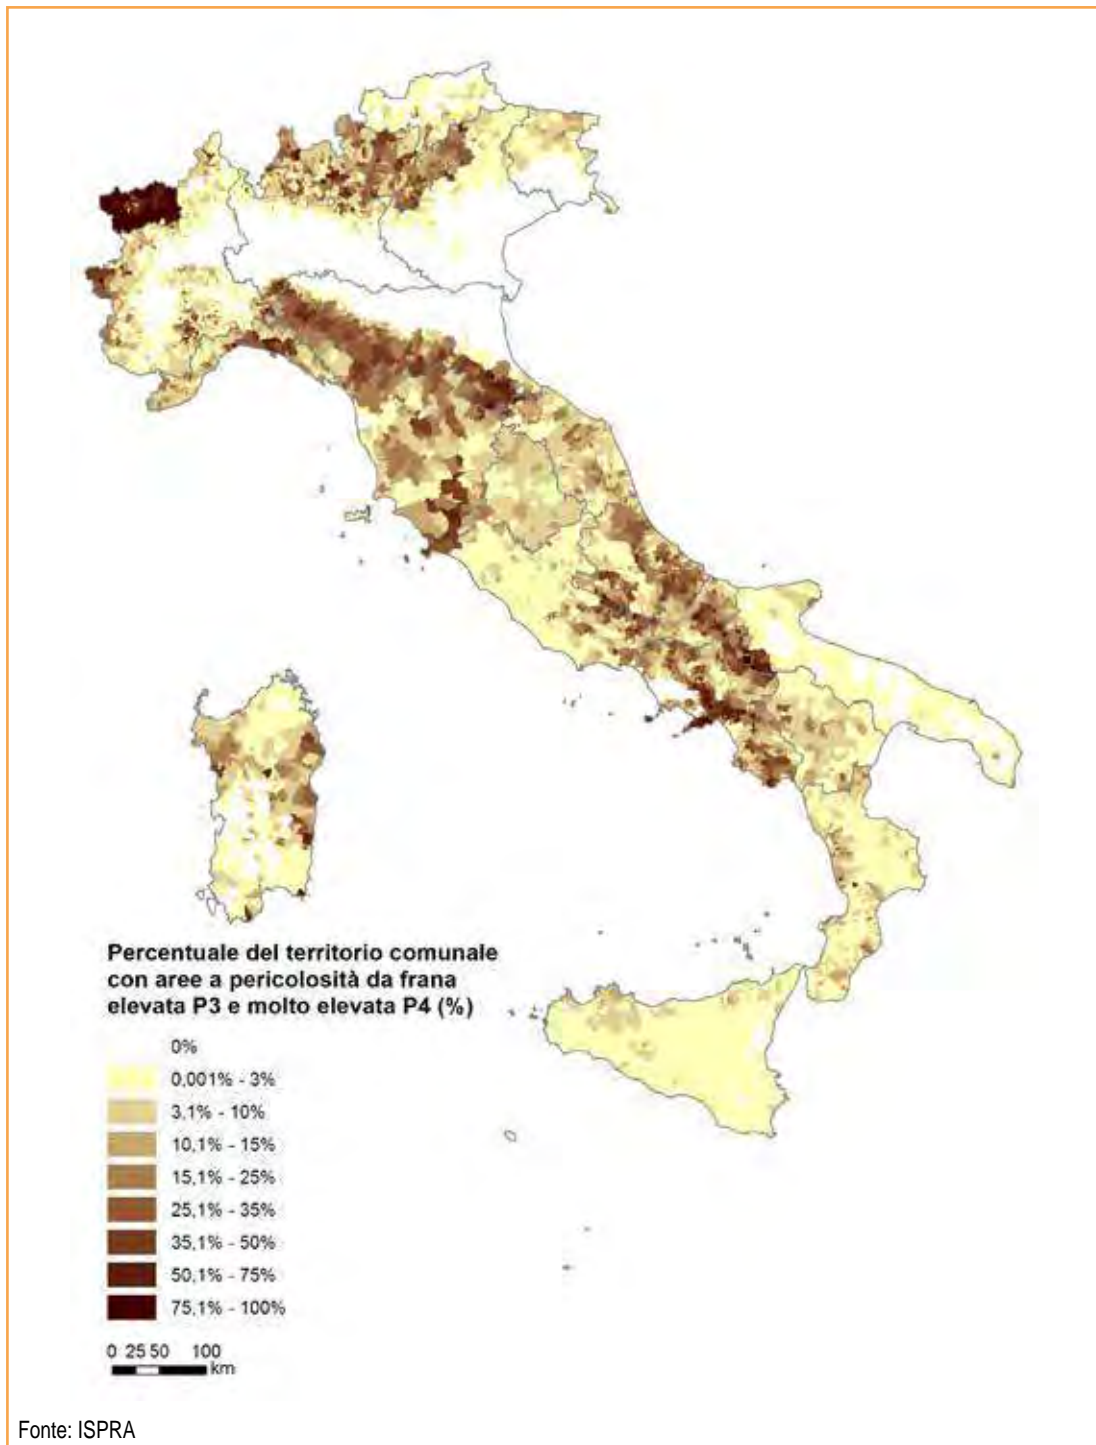 Percentuale del territorio comunale
con aree a pericolosità da frana
elevata P3 e molto elevata P4 (%)
0%
0,001% - 3%
3,1% - 10%
10,1% - 15%
15,1% - 25%
25,1% - 35%
35,1% - 50%
50,1% - 75%
75,1% - 100%
0 25 50 100
km
Fonte: ISPRA